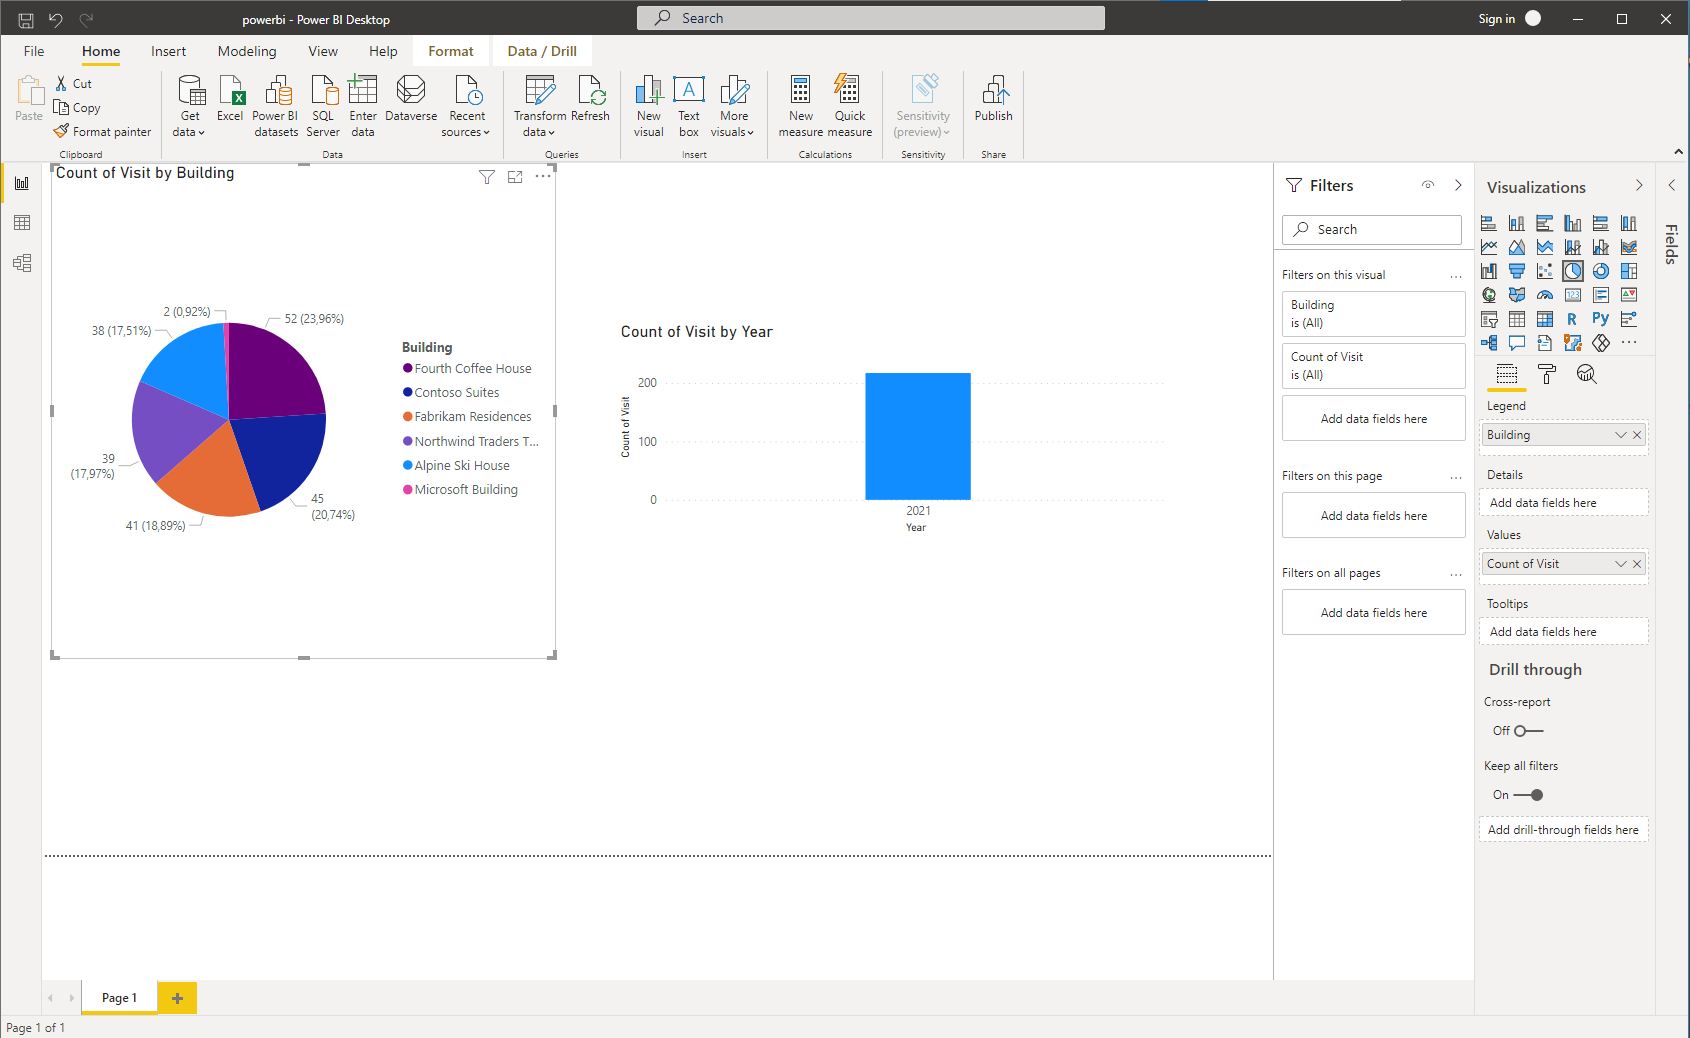 powerbi - Power BI Desktop
Search
Sign in
File
Home
Insert
Modeling
View
Help
Format
Data / Drill
Paste
Cut
Copy
Format painter
Clipboard
Get data
Excel
Power BI datasets
SQL Server
Enter data
Dataverse
Recent sources
Data
Transform data
Refresh
Queries
New visual
Text box
More visuals
Insert
New measure
Quick measure
Calculations
Sensitivity (preview)
Sensitivity
Publish
Share
Count of Visit by Building
2 (0,92%)
52 (23,96%)
38 (17,51%)
39
(17,97%)
41 (18,89%)
45
(20,74%)
Building
Fourth Coffee House
Contoso Suites
Fabrikam Residences
Northwind Traders T...
Alpine Ski House
Microsoft Building
Count of Visit by Year
Count of Visit
200
100
0
2021
Year
Filters
Search
Filters on this visual
Building
is (All)
Count of Visit
is (All)
Add data fields here
Filters on this page
Add data fields here
Filters on all pages
Add data fields here
Visualizations
123
R
Py
Legend
Building
Details
Add data fields here
Values
Count of Visit
Tooltips
Add data fields here
Drill through
Cross-report
Off
Keep all filters
On
Add drill-through fields here
Fields
Page 1
Page 1 of 1